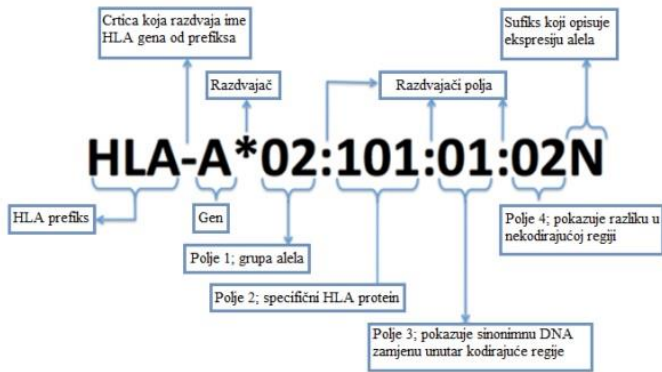 Crtica koja razdvaja ime
HLA gena od prefiksa
Sufiks koji opisuje
ekspresiju alela
Razdvajač
Razdvajači polja
HLA-A*02:101:01:02N
HLA prefiks
Gen
Polje 4; pokazuje razliku u
nekodirajućoj regiji
Polje 1; grupa alela
Polje 2; specifični HLA protein
Polje 3; pokazuje sinonimnu DNA
zamjenu unutar kodirajuće regije